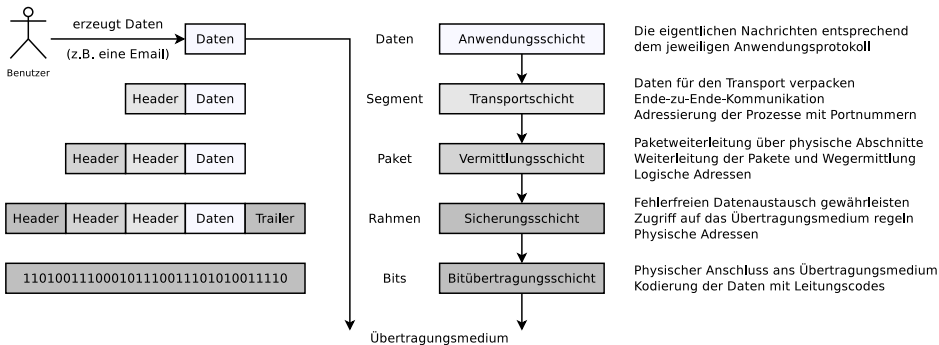 erzeugt Daten
(z.B. eine Email)
Benutzer
Daten
Daten
Anwendungsschicht
Die eigentlichen Nachrichten entsprechend
dem jeweiligen Anwendungsprotokoll
Header Daten
Segment
Transportschicht
Daten für den Transport verpacken
Ende-zu-Ende-Kommunikation
Adressierung der Prozesse mit Portnummern
Header Header Daten
Paket
Vermittlungsschicht
Paketweiterleitung über physische Abschnitte
Weiterleitung der Pakete und Wegermittlung
Logische Adressen
Header Header Header Daten Trailer
Rahmen
Sicherungsschicht
Fehlerfreien Datenaustausch gewährleisten
Zugriff auf das Übertragungsmedium regeln
Physische Adressen
11010011100010111001110101001​1110
Bits
Bitübertragungsschicht
Physischer Anschluss ans Übertragungsmedium
Kodierung der Daten mit Leitungscodes
Übertragungsmedium